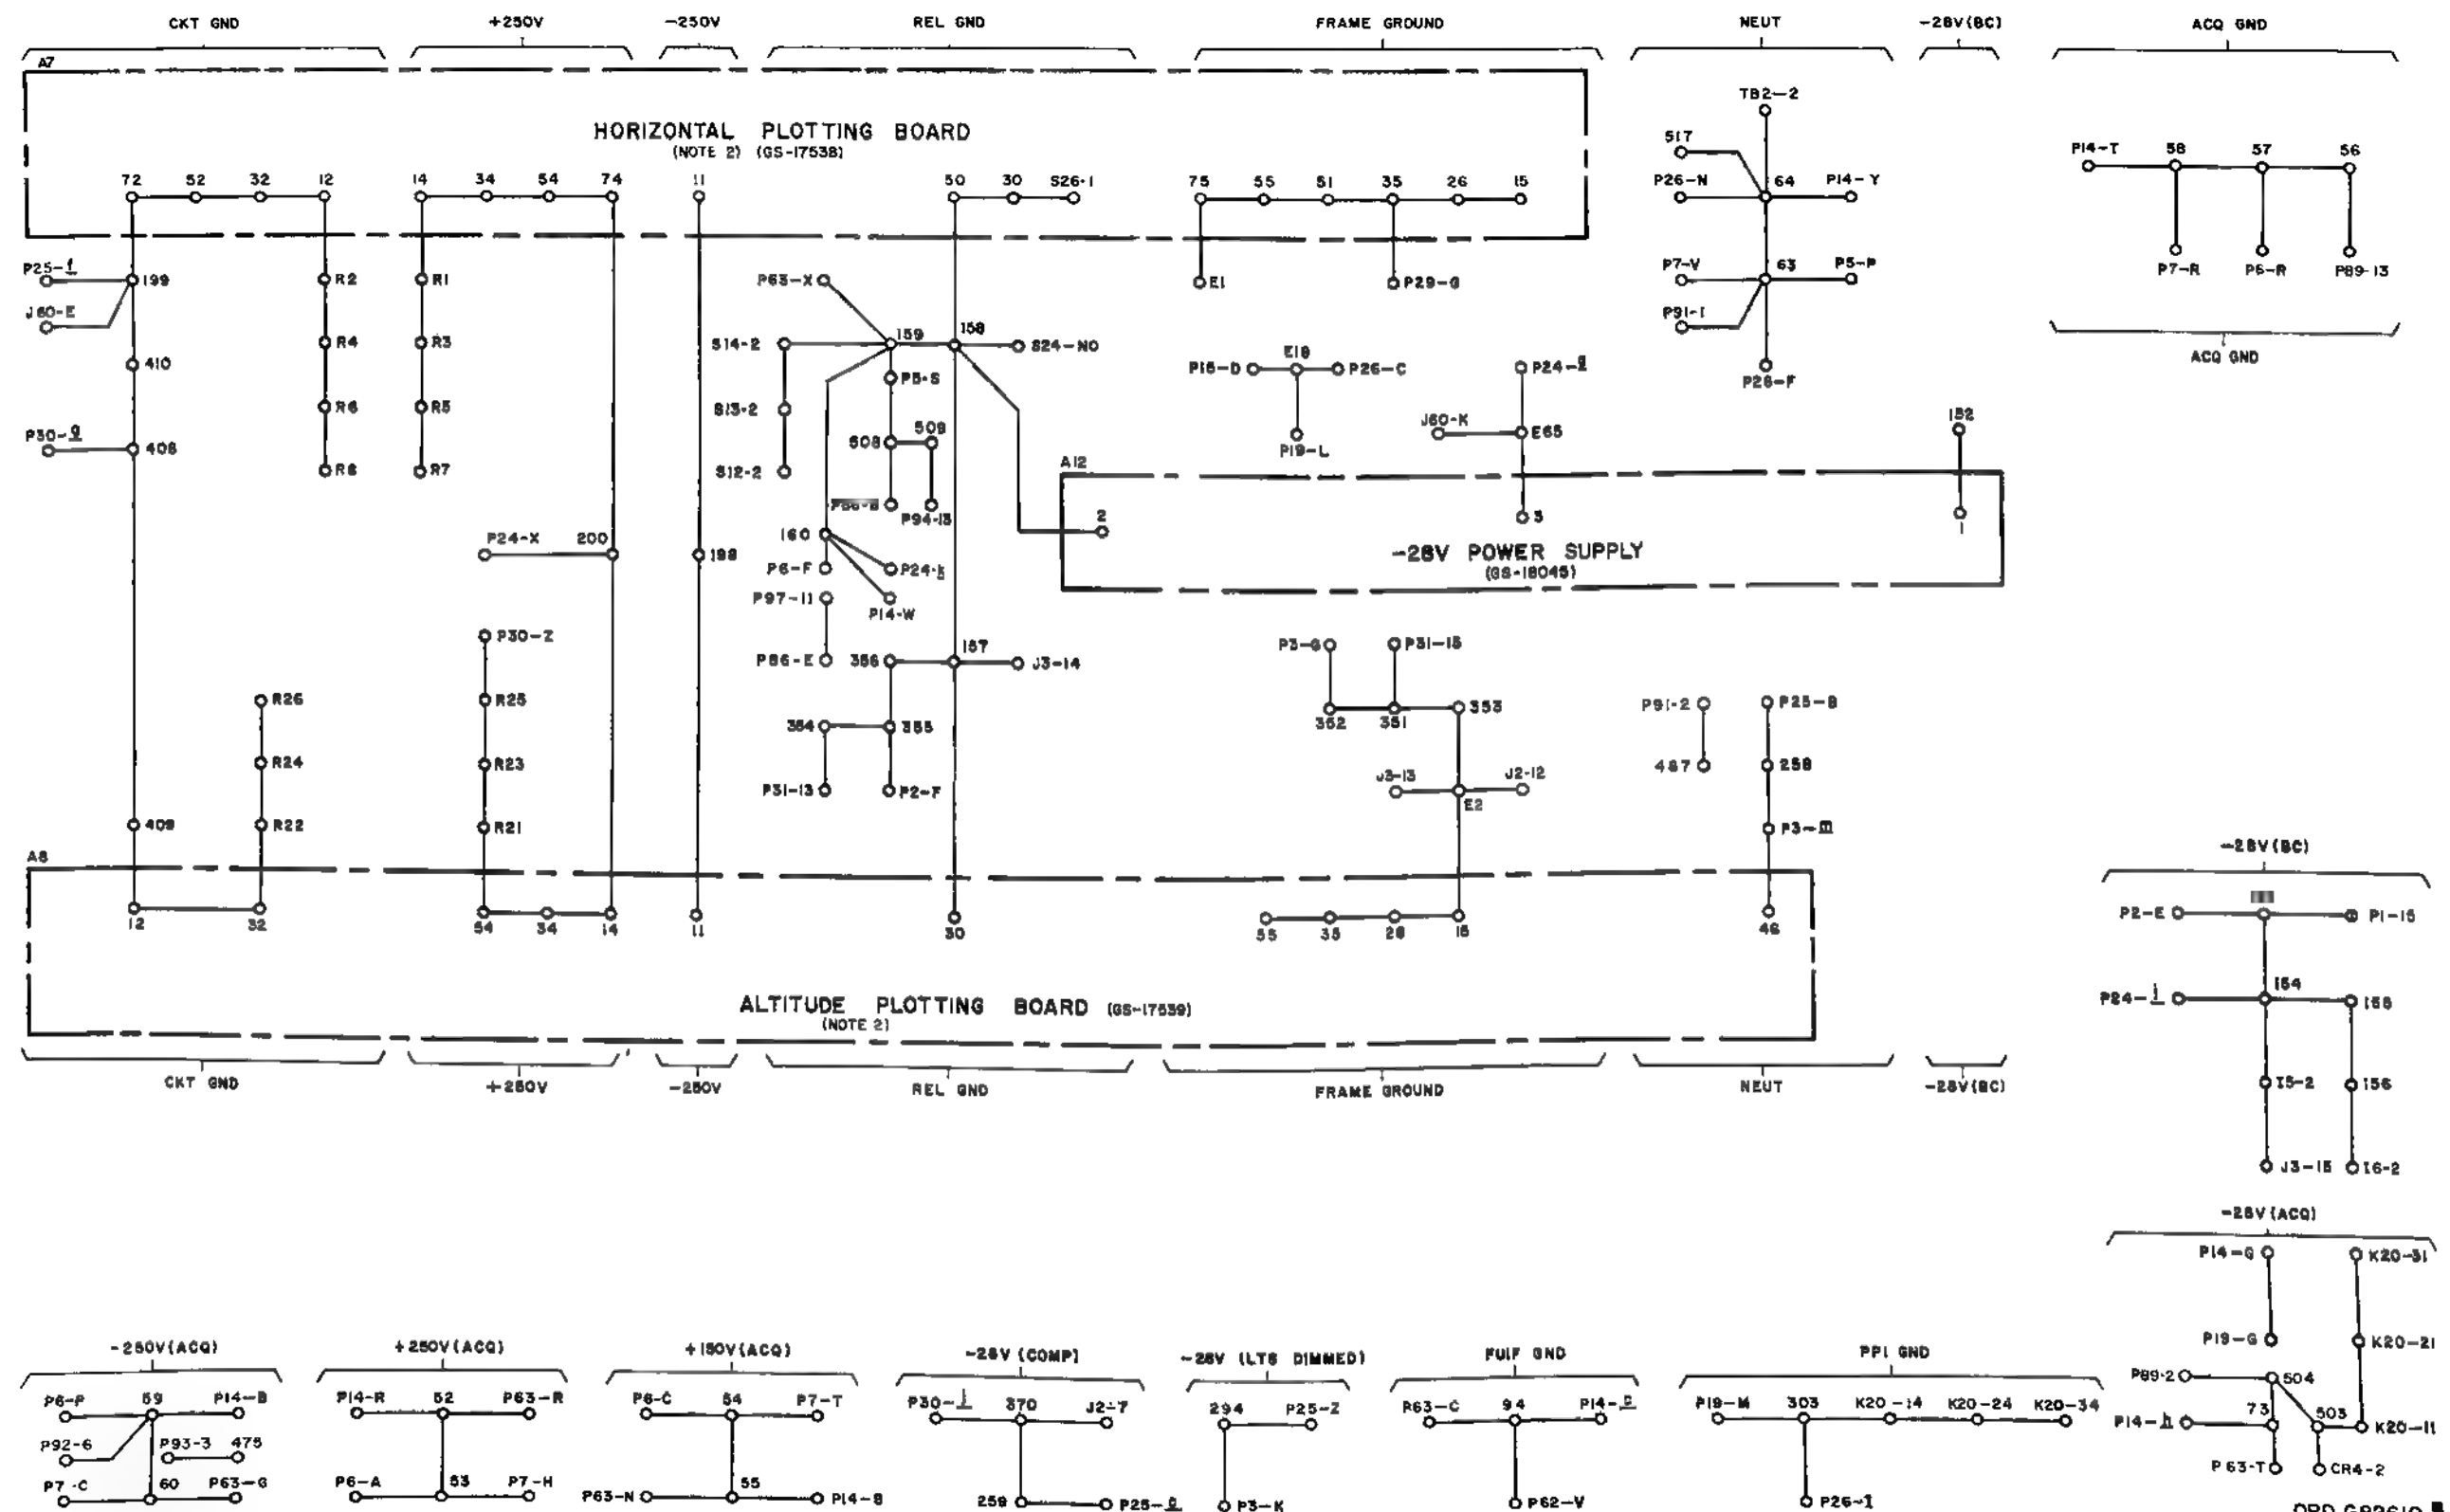 CKT GND
+250V
-250V
REL GND
FRAME GROUND
NEUT
-28V(BC)
ACQ GND
A7
HORIZONTAL PLOTTING BOARD
(NOTE 2) (GS-17538)
72 52 32 12
14 34 54 74
11
50 30 S26-1
75 55 51 35 26 15
TB2-2
517
P26-N 64 P14-Y
P7-V 63 P5-P
P91-1
P26-F
P14-T 58 57 56
P7-R P6-R P89-13
ACQ GND
P25-f
199
J60-E
410
P30-g
408
409
R2
R4
R6
R8
R1
R3
R5
R7
P24-X 200
198
P63-X
S14-2 159 158 S24-NO
P5-S
S13-2
508 509
S12-2
P94-13
160
P6-F P24-k
P97-11 P14-W
P86-E 356 157 J3-14
354 355
P31-13 P2-F
E1
P29-G
P16-D E18 P26-C
P19-L
P24-g
J60-K E65
A12
2
3
152
1
-28V POWER SUPPLY
(GS-18045)
P3-G P31-15
352 351 353
J3-13 J2-12
E2
P91-2 P25-B
487 258
P3-m
R26
R24
R22
P30-Z
R25
R23
R21
A8
12 32
54 34 14
11
30
55 35 28 15
46
ALTITUDE PLOTTING BOARD (GS-17539)
(NOTE 2)
CKT GND
+250V
-250V
REL GND
FRAME GROUND
NEUT
-28V(BC)
-28V(BC)
P2-E P1-15
P24-j 154 155
I5-2 156
J3-15 I6-2
-28V(ACQ)
P14-G K20-31
P19-G K20-21
P89-2 504
P14-h 73 503 K20-11
P63-T CR4-2
-250V(ACQ)
P6-P 59 P14-B
P92-6 P93-3 475
P7-C 60 P63-G
+250V(ACQ)
P14-R 52 P63-R
P6-A 53 P7-H
+150V(ACQ)
P6-C 54 P7-T
P63-N 55 P14-S
-28V(COMP)
P30-j 370 J2-7
259
-28V (LTS DIMMED)
294 P25-Z
P3-K
FUIF GND
P63-C 94 P14-c
P62-V
PPI GND
P19-M 303 K20-14 K20-24 K20-34